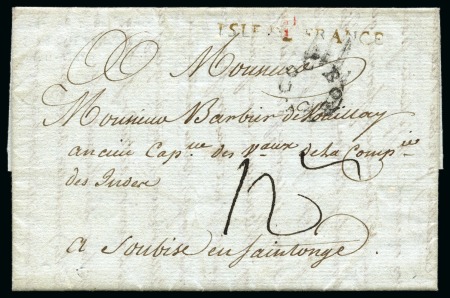 ISLE DE FRANCE
Monsieur
Monsieur Barbier de
ancien Cap.ne des V.aux de la Comp.ie
des Indes
12
a Soubise en Saintonge